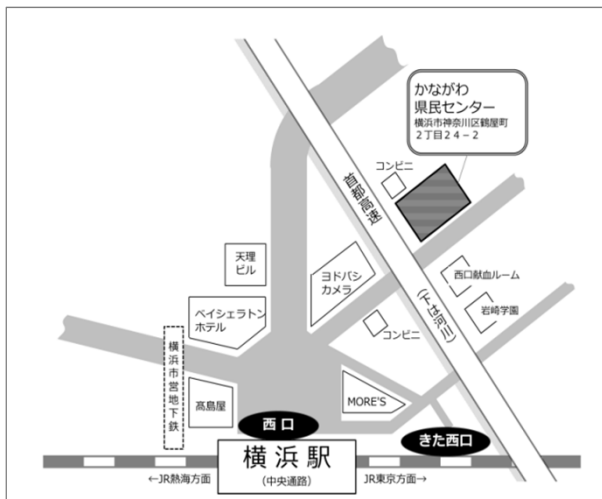 かながわ
県民センター
横浜市神奈川区鶴屋町
２丁目２４－２
コンビニ
首都高速
(下は河川)
天理
ビル
ヨドバシ
カメラ
西口献血ルーム
岩崎学園
ベイシェラトン
ホテル
コンビニ
横浜市営地下鉄
髙島屋
MORE'S
西口
きた西口
横浜駅
(中央通路)
←JR熱海方面
JR東京方面→